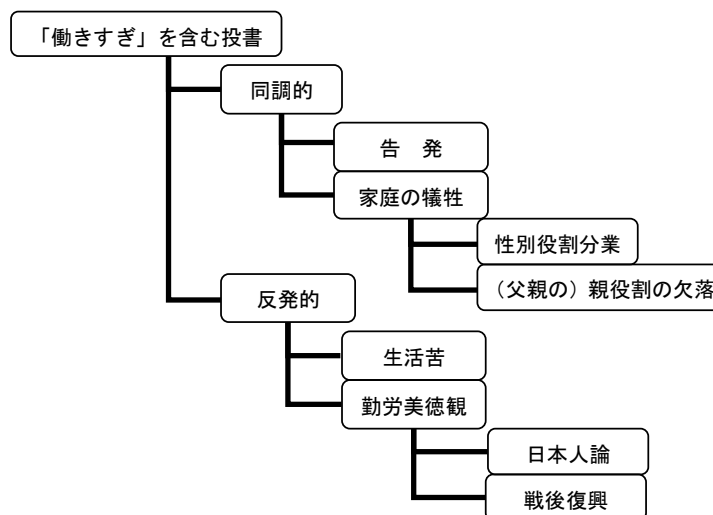 「働きすぎ」を含む投書
同調的
告　発
家庭の犠牲
性別役割分業
（父親の）親役割の欠落
反発的
生活苦
勤労美徳観
日本人論
戦後復興